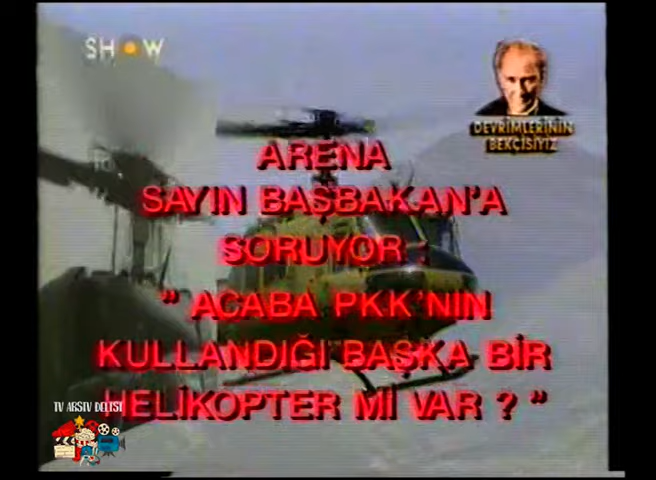 SHOW
DEVRİMLERİNİN
BEKÇİSİYİZ
ARENA
SAYIN BAŞBAKAN'A
SORUYOR :
" ACABA PKK'NIN
KULLANDIĞI BAŞKA BİR
HELİKOPTER Mİ VAR ? "
TV ARŞİV DELİSİ